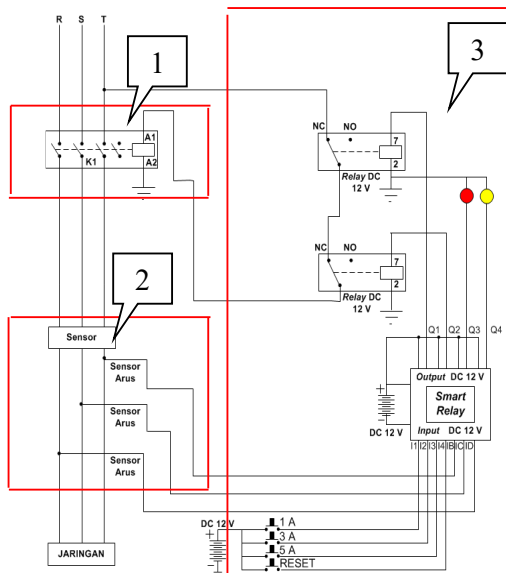 R S T
1
3
A1
K1
A2
NC NO
7
2
Relay DC
12 V
NC NO
7
2
Relay DC
12 V
2
Sensor
Sensor
Arus
Sensor
Arus
Sensor
Arus
Q1 Q2 Q3 Q4
Output DC 12 V
Smart
Relay
Input DC 12 V
+
DC 12 V
I1 I2 I3 I4 IB IC ID
DC 12 V
+
1 A
3 A
5 A
RESET
JARINGAN